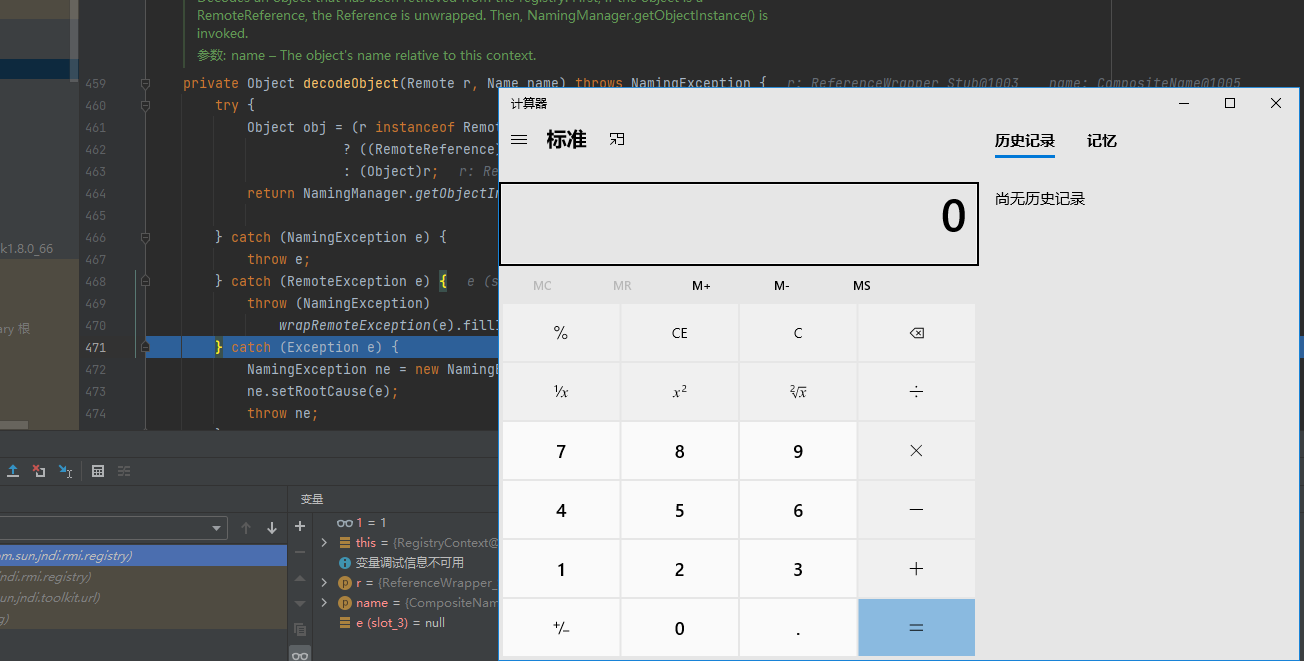 RemoteReference, the Reference is unwrapped. Then, NamingManager.getObjectInstance() is
invoked.
参数: name – The object's name relative to this context.
459 private Object decodeObject(Remote r, Name name) throws NamingException { r: ReferenceWrapper_Stub@1003 name: CompositeName@1005
460 try {
461 Object obj = (r instanceof Remo
462 ? ((RemoteReference)
463 : (Object)r; r: Re
464 return NamingManager.getObjectIn
465
466 } catch (NamingException e) {
467 throw e;
468 } catch (RemoteException e) { e (s
469 throw (NamingException)
470 wrapRemoteException(e).fillI
471 } catch (Exception e) {
472 NamingException ne = new NamingE
473 ne.setRootCause(e);
474 throw ne;
k1.8.0_66
ary 根
变量
1 = 1
this = {RegistryContext@
变量调试信息不可用
r = {ReferenceWrapper_
name = {CompositeNam
e (slot_3) = null
m.sun.jndi.rmi.registry)
ndi.rmi.registry)
un.jndi.toolkit.url)
g)
计算器
标准
历史记录 记忆
尚无历史记录
0
MC MR M+ M- MS
% CE C
¹/x x² ²√x ÷
7 8 9 ×
4 5 6 −
1 2 3 +
+/− 0 . =